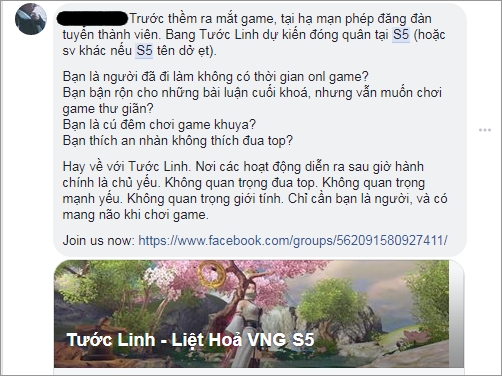 Trước thềm ra mắt game, tại hạ mạn phép đăng đàn
tuyển thành viên. Bang Tước Linh dự kiến đóng quân tại S5 (hoặc
sv khác nếu S5 tên dở ẹt).
Bạn là người đã đi làm không có thời gian onl game?
Bạn bận rộn cho những bài luận cuối khoá, nhưng vẫn muốn chơi
game thư giãn?
Bạn là cú đêm chơi game khuya?
Bạn thích an nhàn không thích đua top?
Hay về với Tước Linh. Nơi các hoạt động diễn ra sau giờ hành
chính là chủ yếu. Không quan trọng đua top. Không quan trọng
mạnh yếu. Không quan trọng giới tính. Chỉ cần bạn là người, và có
mang não khi chơi game.
Join us now: https://www.facebook.com/groups/562091580927411/
Tước Linh - Liệt Hoả VNG S5